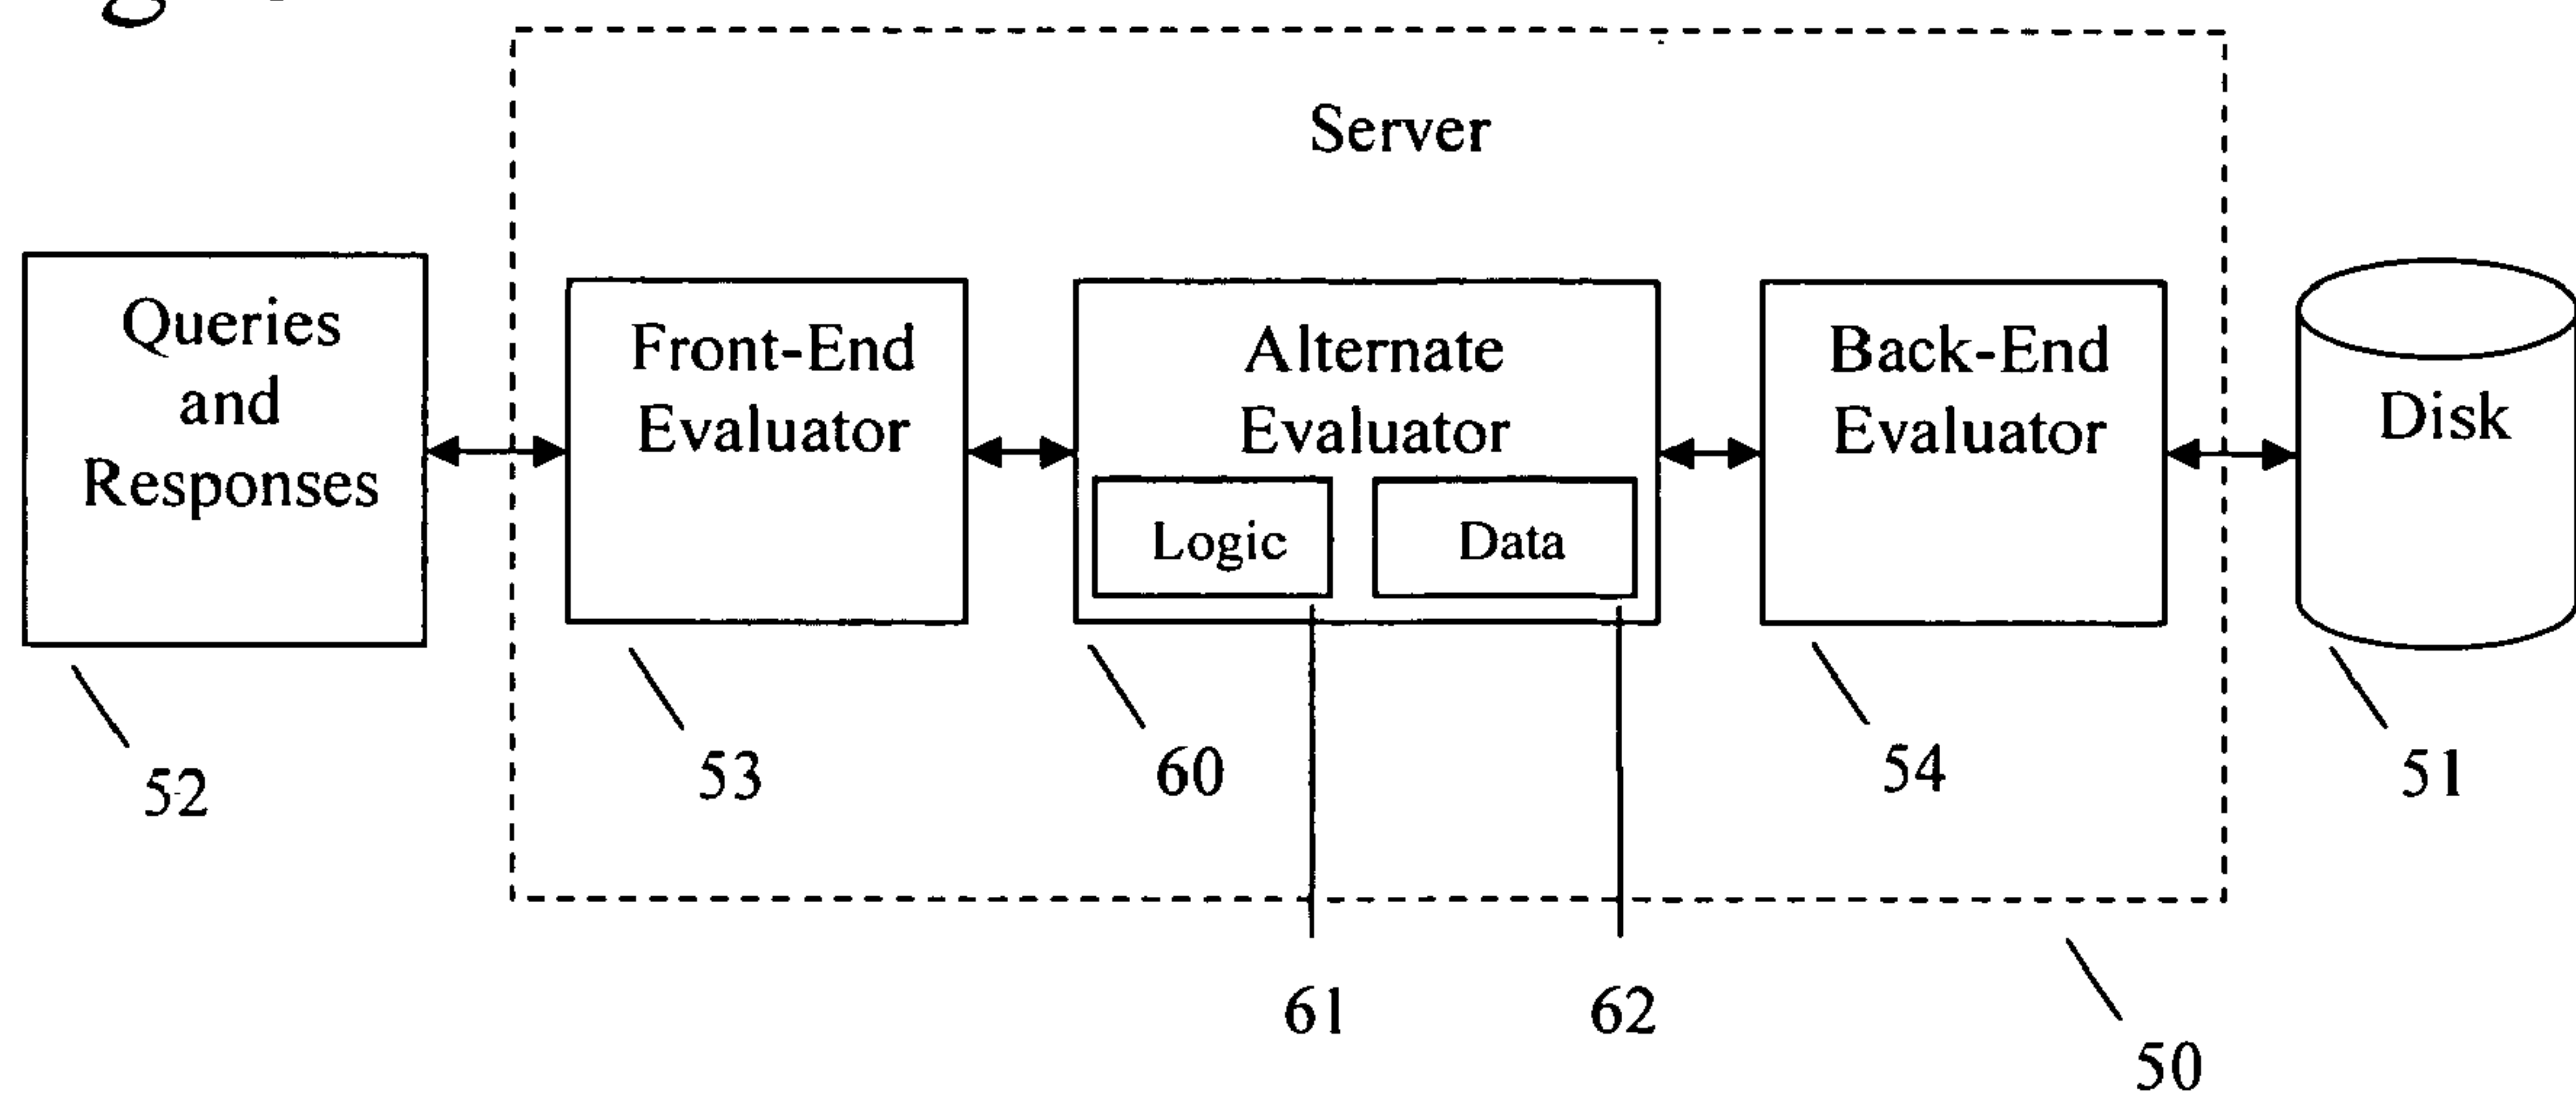 Server
Queries
and
Responses
Front-End
Evaluator
Alternate
Evaluator
Logic
Data
Back-End
Evaluator
Disk
52
53
60
54
51
61
62
50